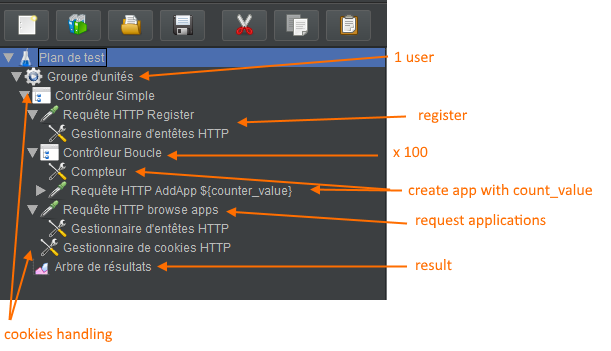 Plan de test
Groupe d'unités
1 user
Contrôleur Simple
Requête HTTP Register
register
Gestionnaire d'entêtes HTTP
Contrôleur Boucle
x 100
Compteur
Requête HTTP AddApp ${counter_value}
create app with count_value
Requête HTTP browse apps
request applications
Gestionnaire d'entêtes HTTP
Gestionnaire de cookies HTTP
Arbre de résultats
result
cookies handling